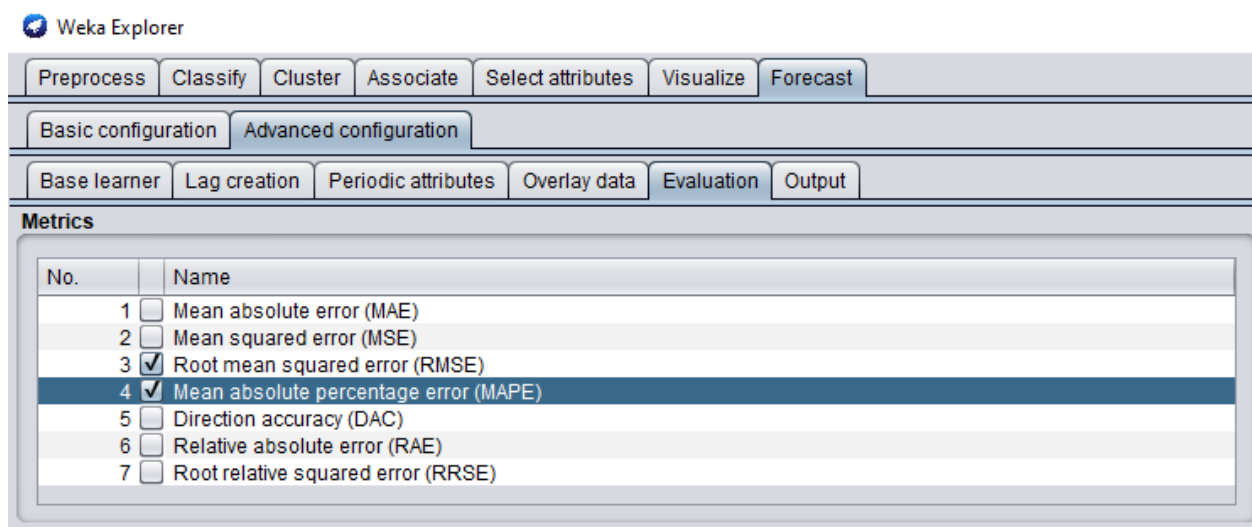 Weka Explorer
Preprocess Classify Cluster Associate Select attributes Visualize Forecast
Basic configuration Advanced configuration
Base learner Lag creation Periodic attributes Overlay data Evaluation Output
Metrics
No. Name
1 Mean absolute error (MAE)
2 Mean squared error (MSE)
3 Root mean squared error (RMSE)
4 Mean absolute percentage error (MAPE)
5 Direction accuracy (DAC)
6 Relative absolute error (RAE)
7 Root relative squared error (RRSE)